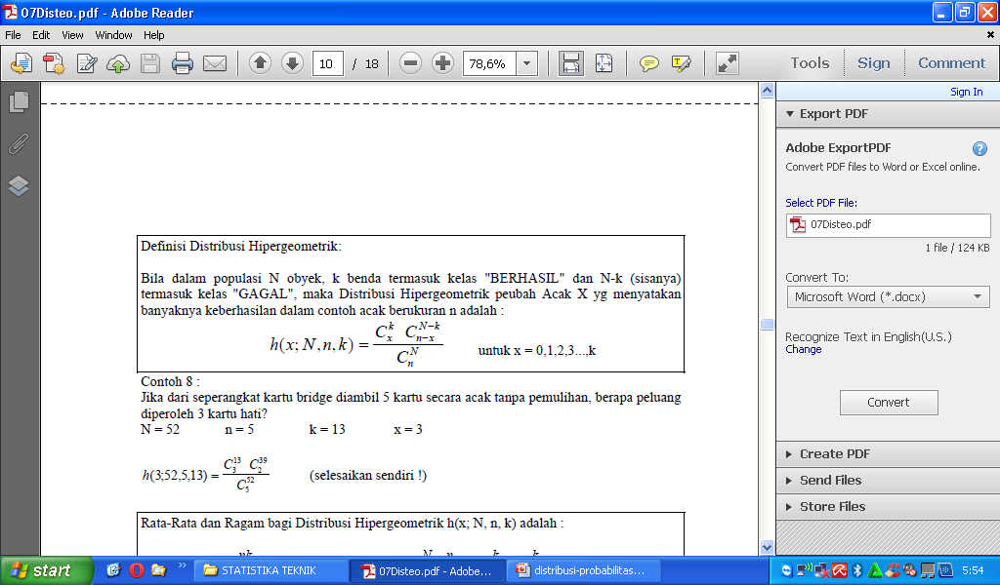 07Disteo.pdf - Adobe Reader
File Edit View Window Help
10 / 18 78,6% Tools Sign Comment
Sign In
Export PDF
Adobe ExportPDF
Convert PDF files to Word or Excel online.
Select PDF File:
07Disteo.pdf
1 file / 124 KB
Convert To:
Microsoft Word (*.docx)
Recognize Text in English(U.S.)
Change
Convert
Create PDF
Send Files
Store Files
Definisi Distribusi Hipergeometrik:
Bila dalam populasi N obyek, k benda termasuk kelas "BERHASIL" dan N-k (sisanya)
termasuk kelas "GAGAL", maka Distribusi Hipergeometrik peubah Acak X yg menyatakan
banyaknya keberhasilan dalam contoh acak berukuran n adalah :
h(x; N, n, k) = C_x^k C_{n-x}^{N-k} / C_n^N untuk x = 0,1,2,3...,k
Contoh 8 :
Jika dari seperangkat kartu bridge diambil 5 kartu secara acak tanpa pemulihan, berapa peluang
diperoleh 3 kartu hati?
N = 52 n = 5 k = 13 x = 3
h(3;52,5,13) = C_3^13 C_2^39 / C_5^52 (selesaikan sendiri !)
Rata-Rata dan Ragam bagi Distribusi Hipergeometrik h(x; N, n, k) adalah :
start STATISTIKA TEKNIK 07Disteo.pdf - Adobe... distribusi-probabilitas... 5:54